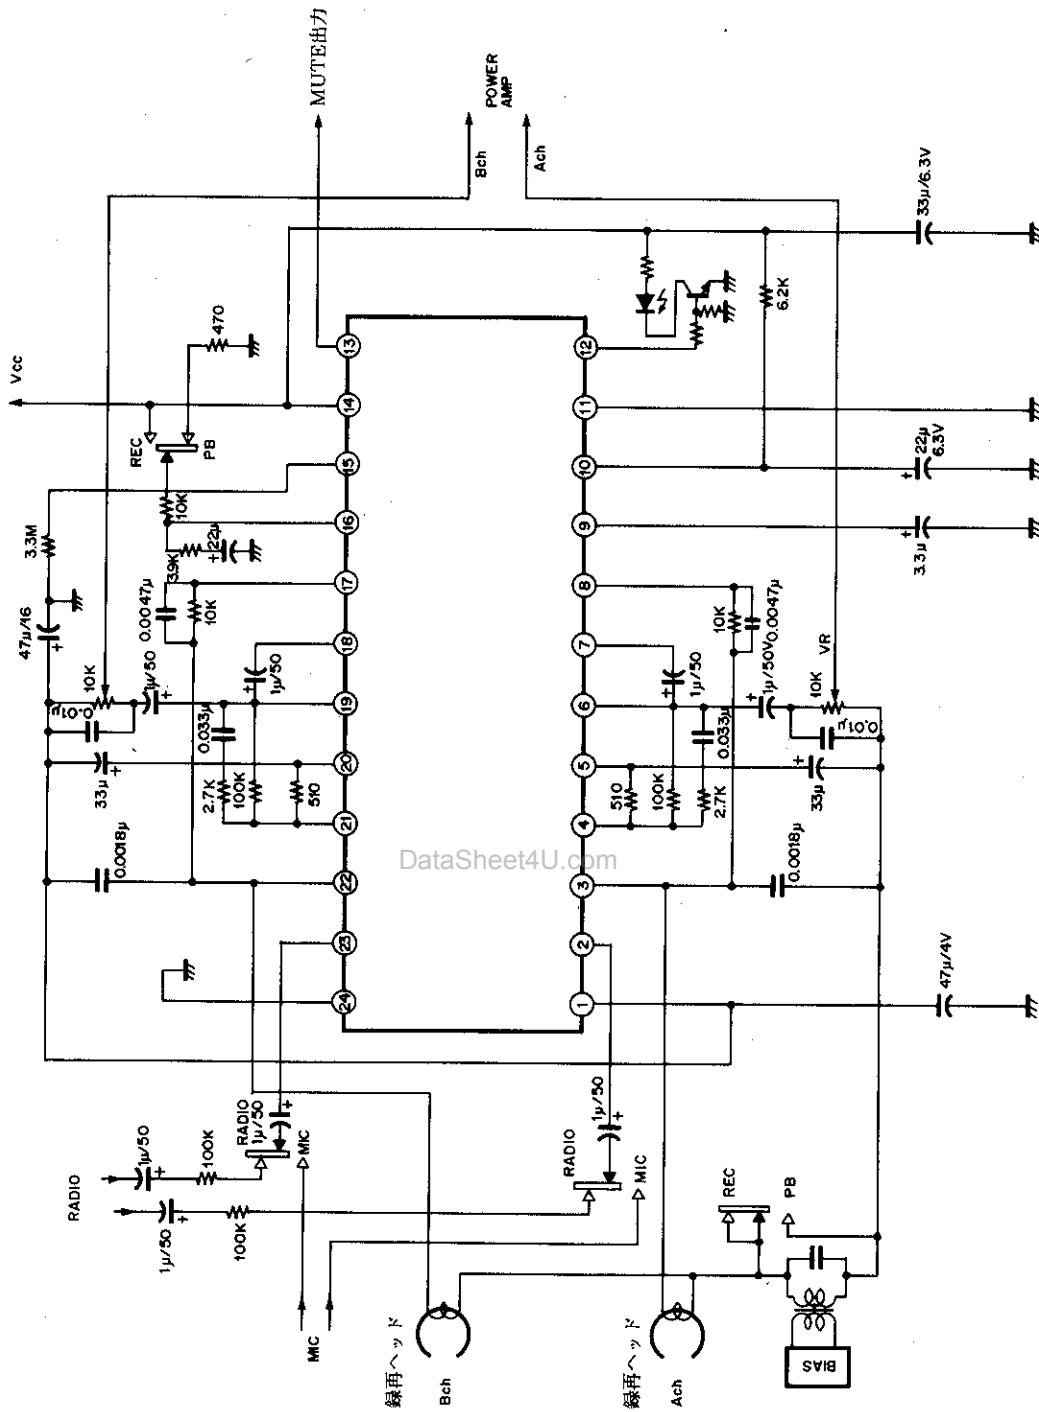 MUTE出力
POWER
AMP
Bch
Ach
Vcc
REC
PB
470
33μ/6.3V
6.2K
13
14
15
16
17
18
19
20
21
22
23
24
12
11
10
9
8
7
6
5
4
3
2
1
3.3M
47μ/16
10K
3.9K
22μ
+
0.0047μ
10K
10K
0.01μ
1μ/50
+
1μ/50
+
33μ
+
0.033μ
2.7K
100K
510
0.0018μ
22μ
6.3V
+
3.3μ
10K
0.0047μ
1μ/50
+
1μ/50V
+
VR
10K
0.01μ
0.033μ
2.7K
100K
510
33μ
+
0.0018μ
47μ/4V
DataSheet4U.com
RADIO
1μ/50
+
100K
1μ/50
+
100K
RADIO
1μ/50
+
MIC
RADIO
1μ/50
+
MIC
MIC
REC
PB
録再ヘッド
Bch
録再ヘッド
Ach
BIAS